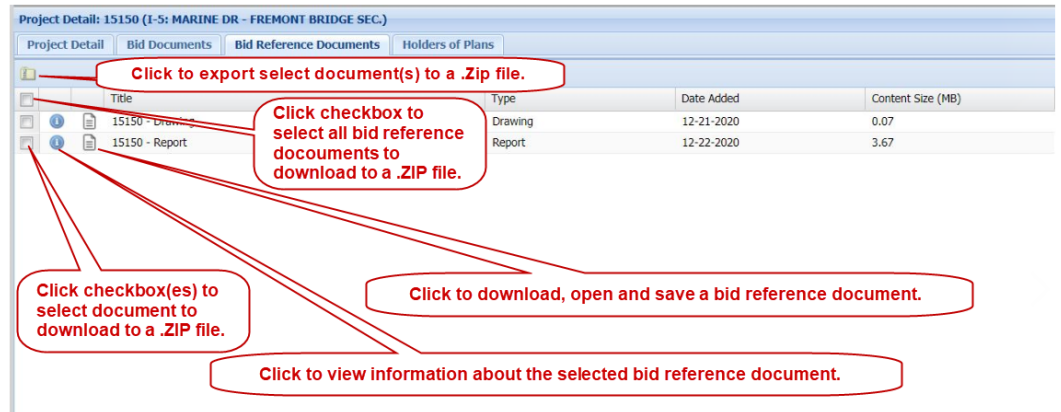 Project Detail: 15150 (I-5: MARINE DR - FREMONT BRIDGE SEC.)
Project Detail Bid Documents Bid Reference Documents Holders of Plans
Click to export select document(s) to a .Zip file.
Title Type Date Added Content Size (MB)
15150 - Drawing Drawing 12-21-2020 0.07
15150 - Report Report 12-22-2020 3.67
Click checkbox to
select all bid reference
docouments to
download to a .ZIP file.
Click checkbox(es) to
select document to
download to a .ZIP file.
Click to download, open and save a bid reference document.
Click to view information about the selected bid reference document.